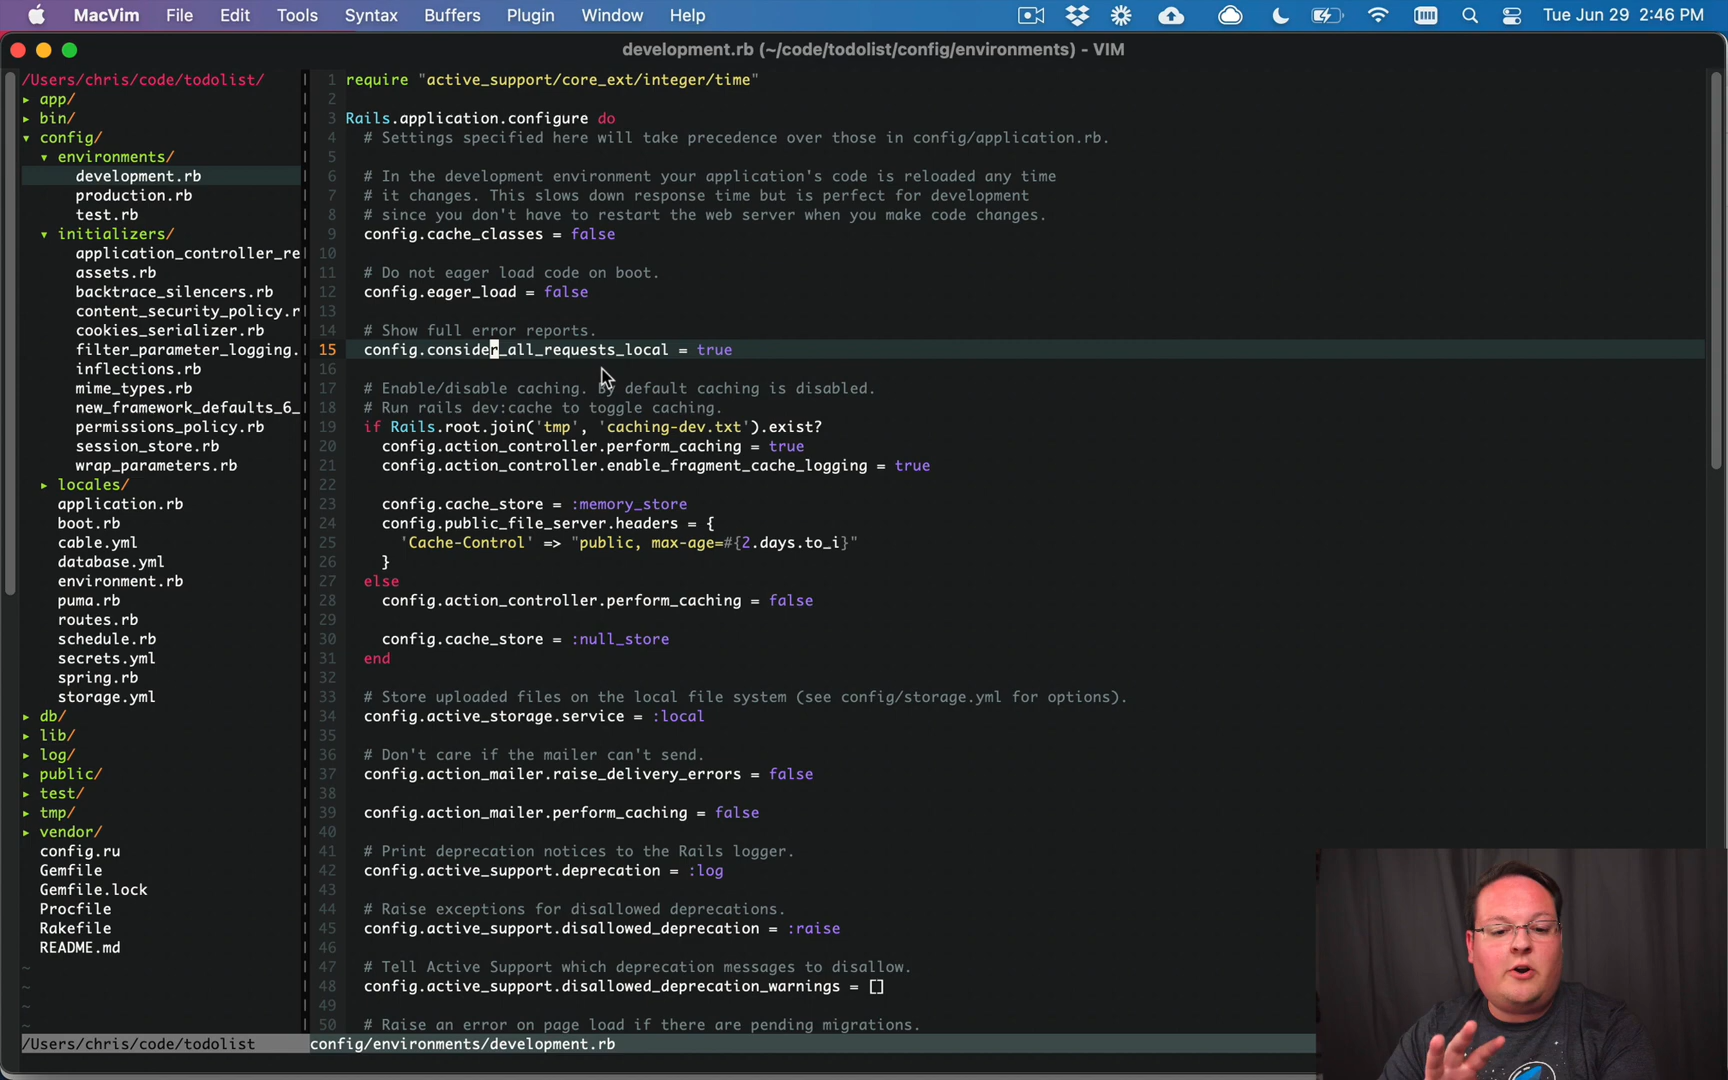 MacVim File Edit Tools Syntax Buffers Plugin Window Help Tue Jun 29 2:46 PM
development.rb (~/code/todolist/config/environments) - VIM
/Users/chris/code/todolist/
▸ app/
▸ bin/
▾ config/
▾ environments/
development.rb
production.rb
test.rb
▾ initializers/
application_controller_re
assets.rb
backtrace_silencers.rb
content_security_policy.r
cookies_serializer.rb
filter_parameter_logging.
inflections.rb
mime_types.rb
new_framework_defaults_6_
permissions_policy.rb
session_store.rb
wrap_parameters.rb
▸ locales/
application.rb
boot.rb
cable.yml
database.yml
environment.rb
puma.rb
routes.rb
schedule.rb
secrets.yml
spring.rb
storage.yml
▸ db/
▸ lib/
▸ log/
▸ public/
▸ test/
▸ tmp/
▸ vendor/
config.ru
Gemfile
Gemfile.lock
Procfile
Rakefile
README.md
~
~
~
~
/Users/chris/code/todolist
1 require "active_support/core_ext/integer/time"
2
3 Rails.application.configure do
4 # Settings specified here will take precedence over those in config/application.rb.
5
6 # In the development environment your application's code is reloaded any time
7 # it changes. This slows down response time but is perfect for development
8 # since you don't have to restart the web server when you make code changes.
9 config.cache_classes = false
10
11 # Do not eager load code on boot.
12 config.eager_load = false
13
14 # Show full error reports.
15 config.consider_all_requests_local = true
16
17 # Enable/disable caching. By default caching is disabled.
18 # Run rails dev:cache to toggle caching.
19 if Rails.root.join('tmp', 'caching-dev.txt').exist?
20 config.action_controller.perform_caching = true
21 config.action_controller.enable_fragment_cache_logging = true
22
23 config.cache_store = :memory_store
24 config.public_file_server.headers = {
25 'Cache-Control' => "public, max-age=#{2.days.to_i}"
26 }
27 else
28 config.action_controller.perform_caching = false
29
30 config.cache_store = :null_store
31 end
32
33 # Store uploaded files on the local file system (see config/storage.yml for options).
34 config.active_storage.service = :local
35
36 # Don't care if the mailer can't send.
37 config.action_mailer.raise_delivery_errors = false
38
39 config.action_mailer.perform_caching = false
40
41 # Print deprecation notices to the Rails logger.
42 config.active_support.deprecation = :log
43
44 # Raise exceptions for disallowed deprecations.
45 config.active_support.disallowed_deprecation = :raise
46
47 # Tell Active Support which deprecation messages to disallow.
48 config.active_support.disallowed_deprecation_warnings = []
49
50 # Raise an error on page load if there are pending migrations.
config/environments/development.rb